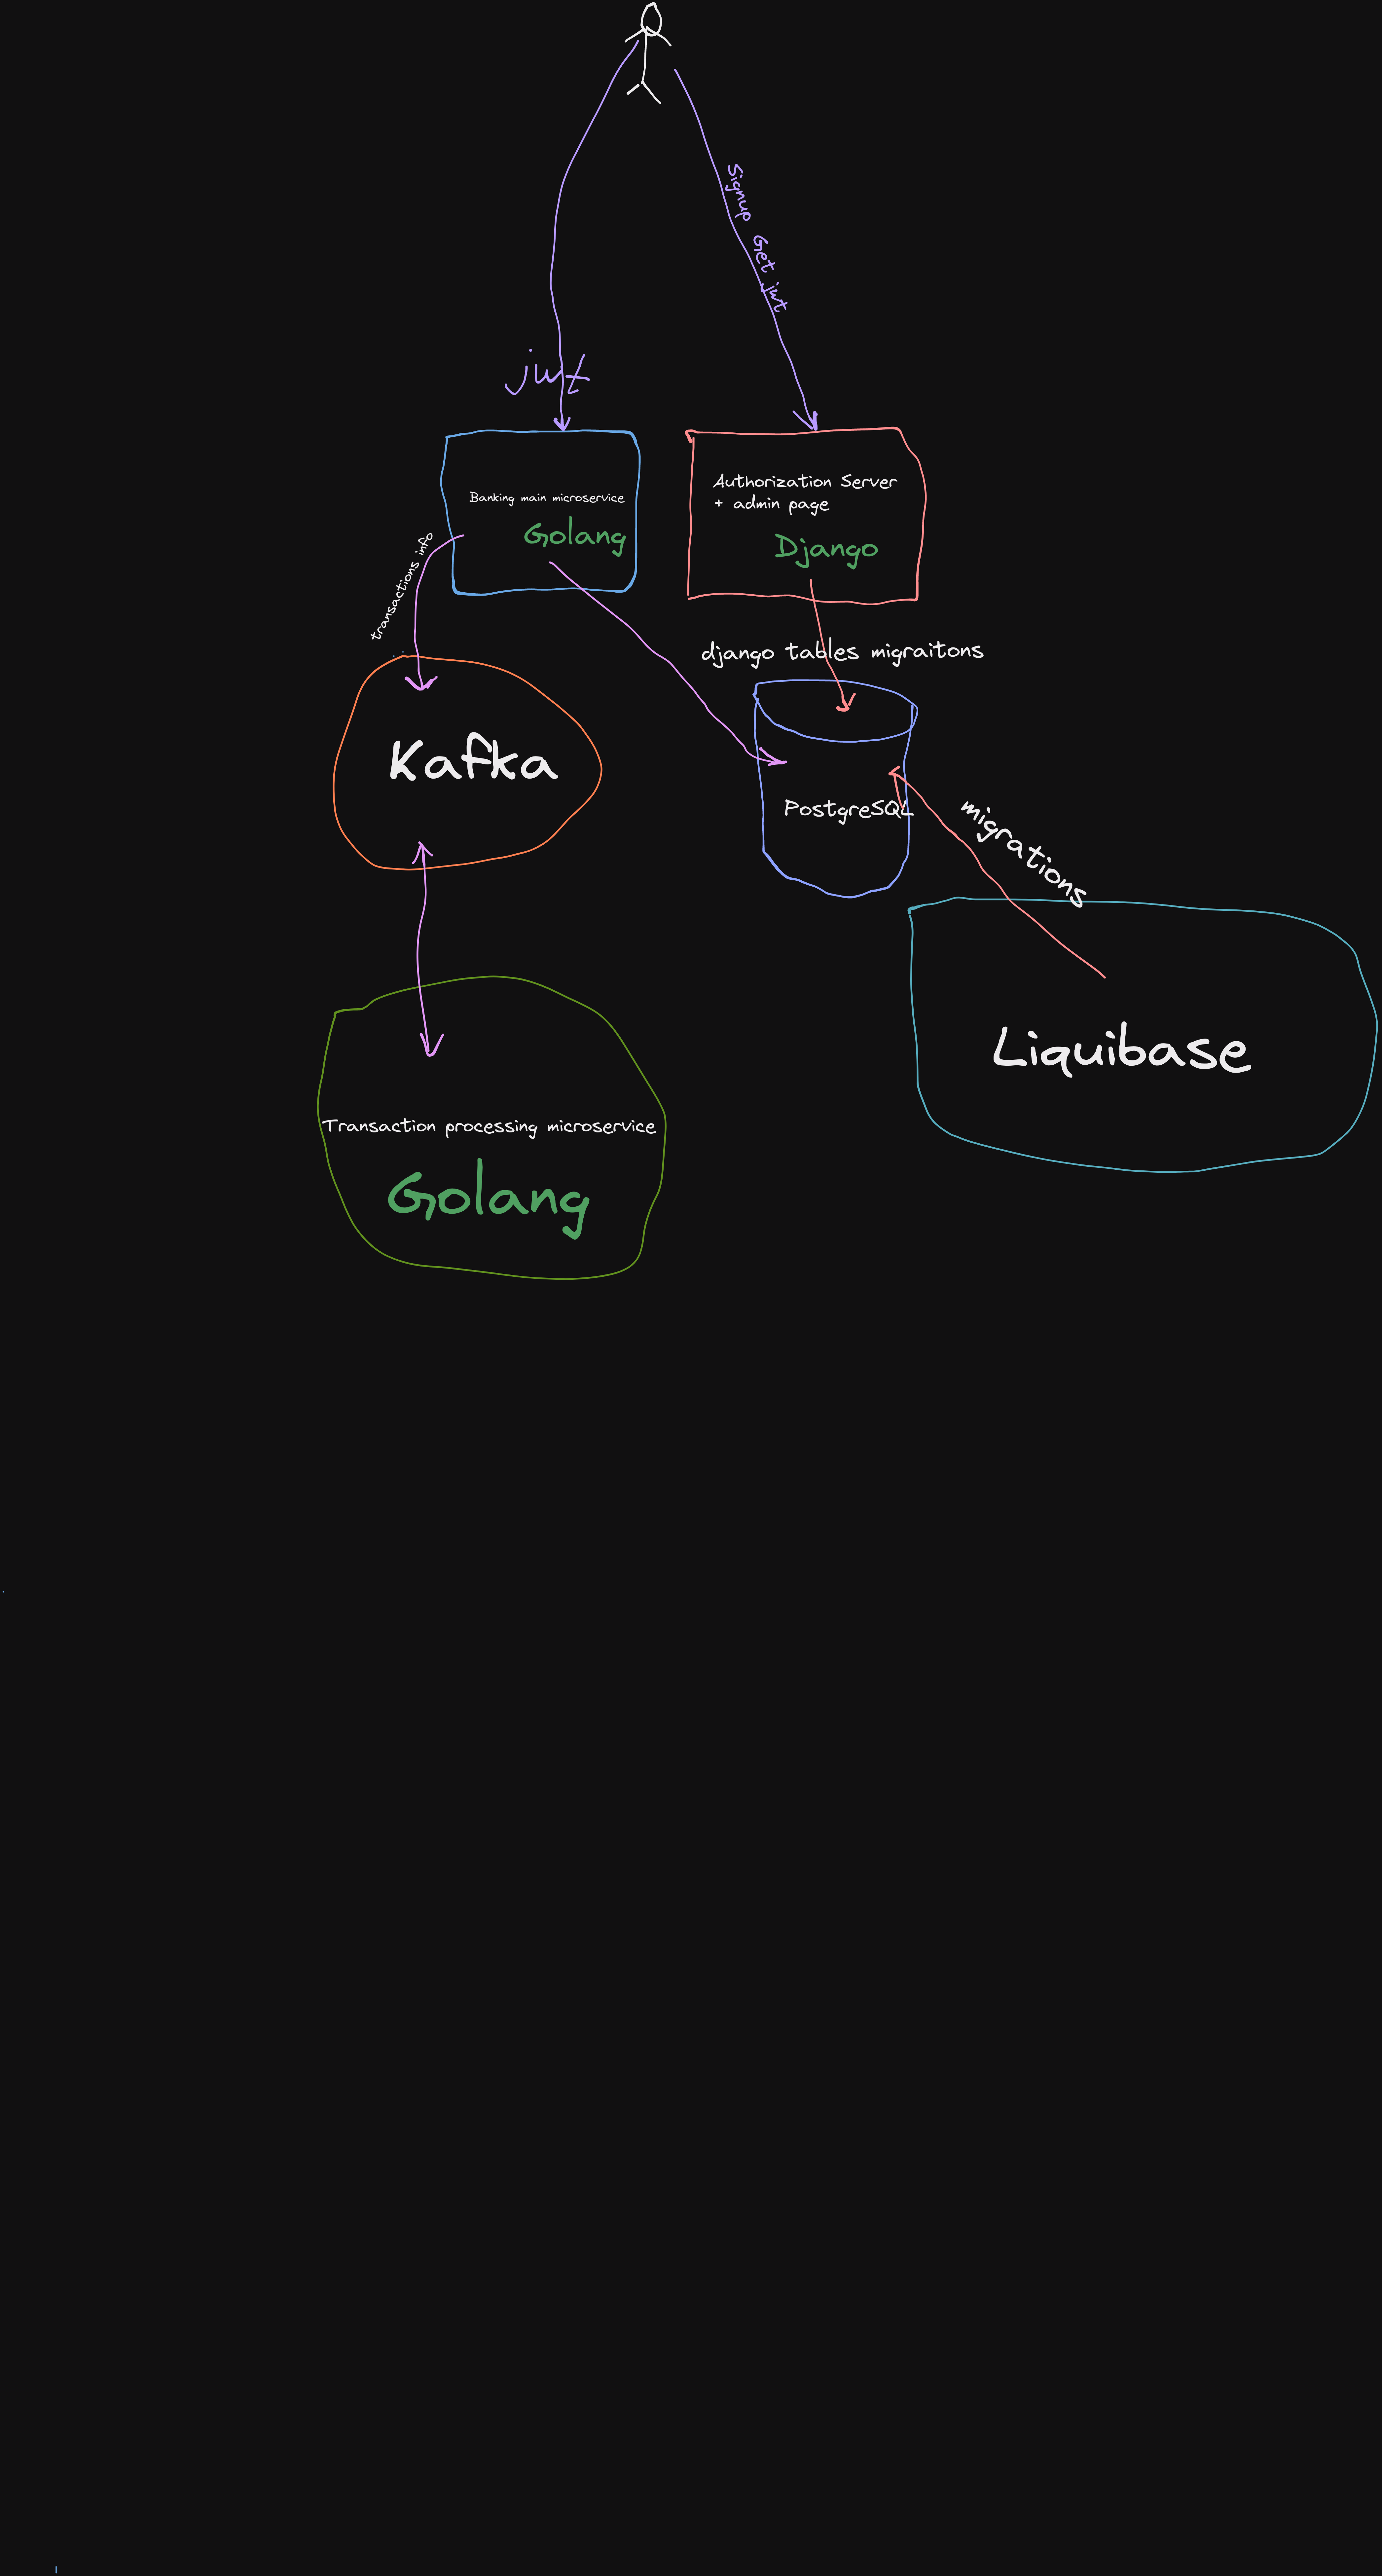 Signup Get jwt
jwt
Banking main microservice
Golang
Authorization Server
+ admin page
Django
transactions info
django tables migraitons
Kafka
PostgreSQL
migrations
Liquibase
Transaction processing microservice
Golang